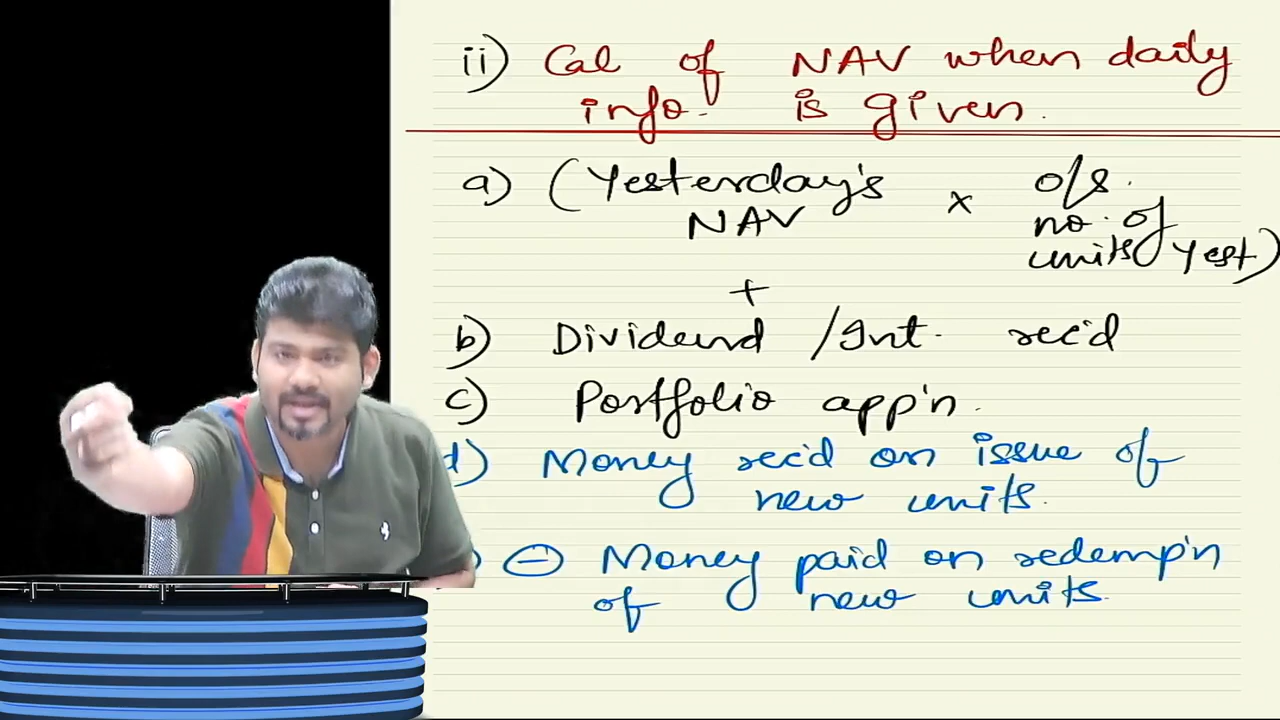 ii) Cal of NAV when daily
info. is given.
a) (Yesterday's × o/s.
NAV no. of
units Yest)
+
b) Dividend /Int. rec'd
c) Portfolio app'n.
d) Money rec'd on issue of
new units.
) ⊖ Money paid on redemp'n
of new units.